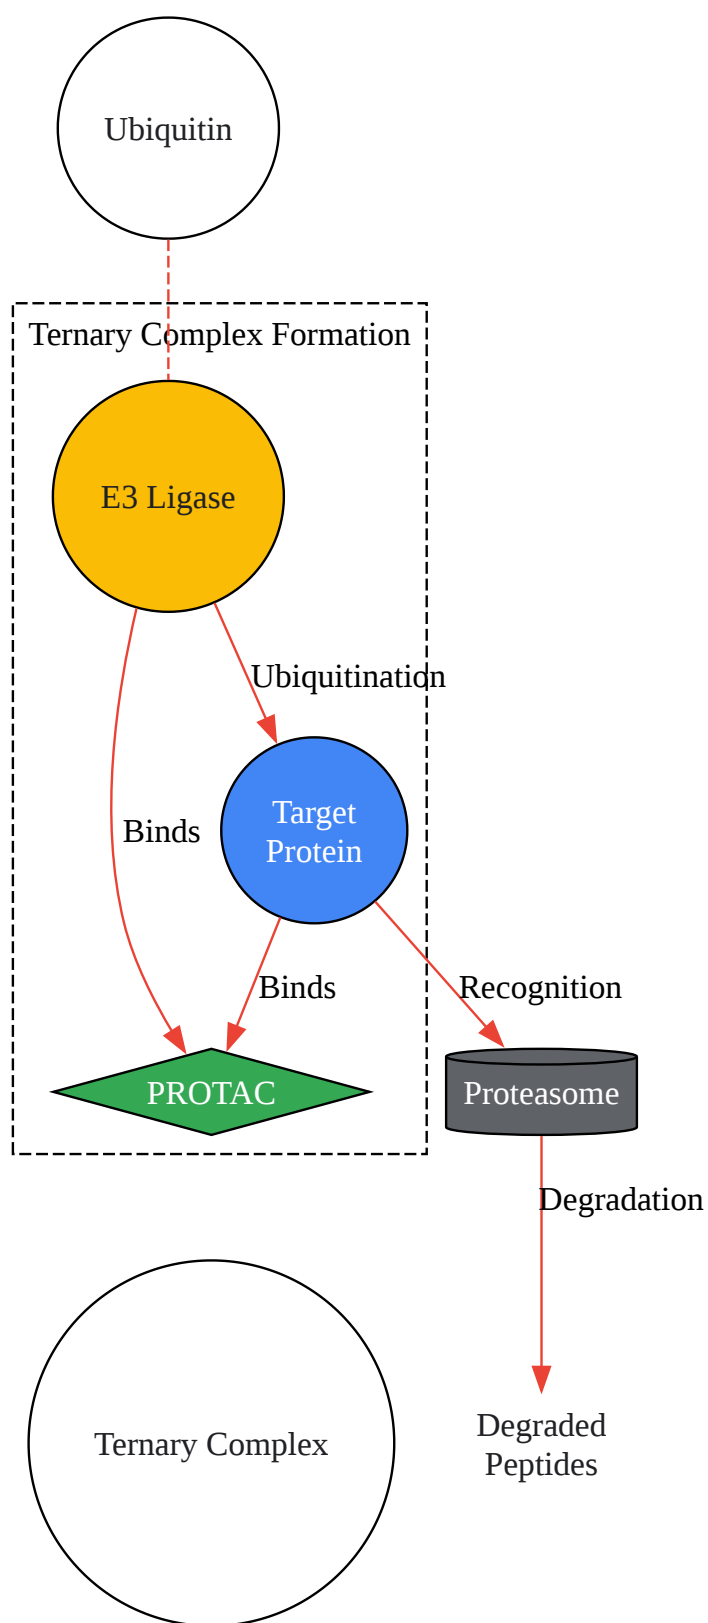 Ubiquitin
Ternary Complex Formation
E3 Ligase
Ubiquitination
Target
Protein
Binds
Binds
Recognition
PROTAC
Proteasome
Degradation
Degraded
Peptides
Ternary Complex